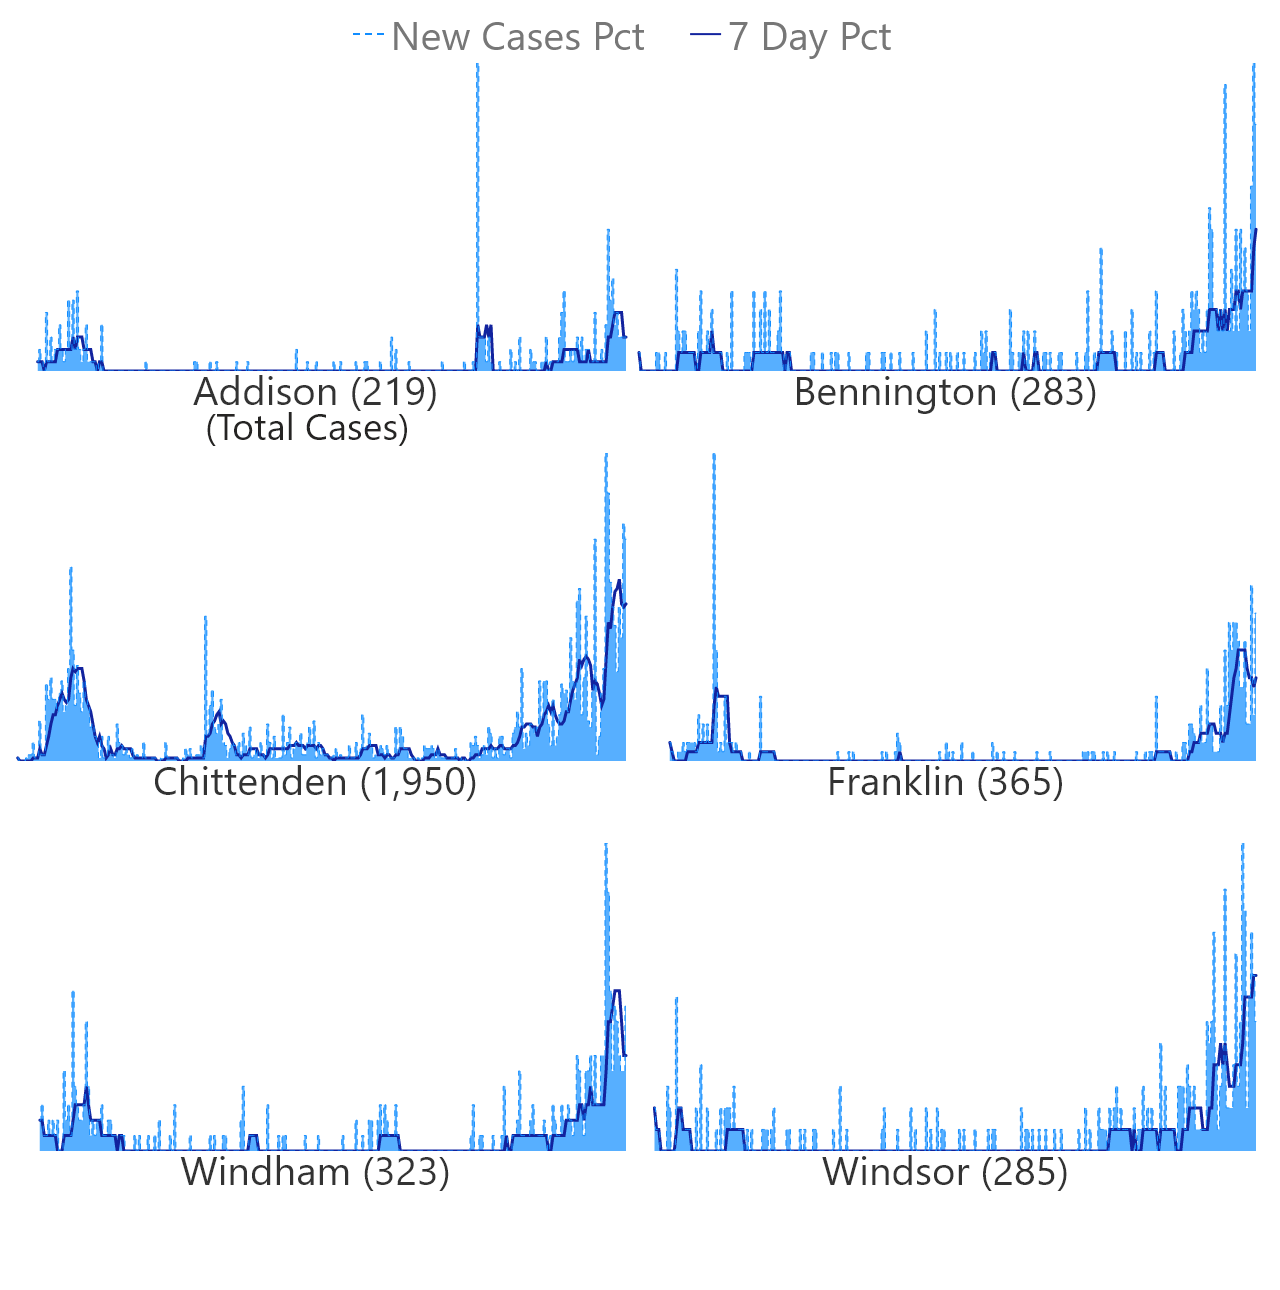 New Cases Pct 7 Day Pct
Addison (219) Bennington (283)
(Total Cases)
Chittenden (1,950) Franklin (365)
Windham (323) Windsor (285)